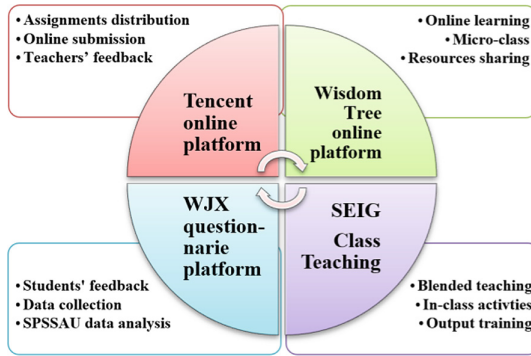 • Assignments distribution
• Online submission
• Teachers' feedback
• Online learning
• Micro-class
• Resources sharing
Tencent
online
platform
Wisdom
Tree
online
platform
WJX
question-
narie
platform
SEIG
Class
Teaching
• Students' feedback
• Data collection
• SPSSAU data analysis
• Blended teaching
• In-class activties
• Output training